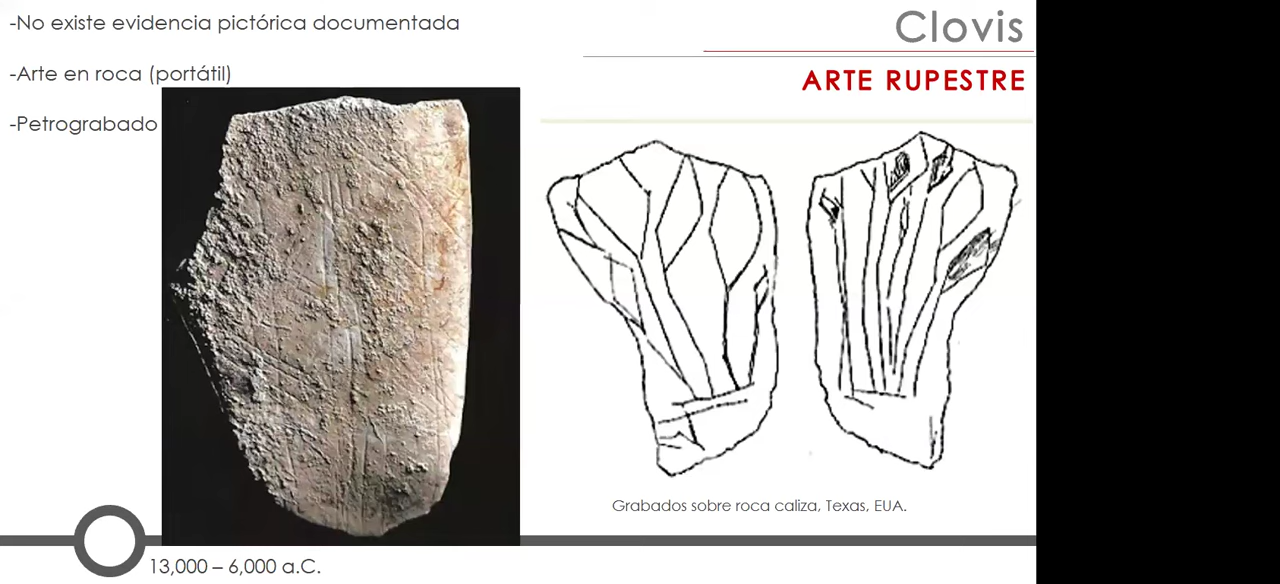 -No existe evidencia pictórica documentada
-Arte en roca (portátil)
-Petrograbado
Clovis
ARTE RUPESTRE
Grabados sobre roca caliza, Texas, EUA.
13,000 – 6,000 a.C.